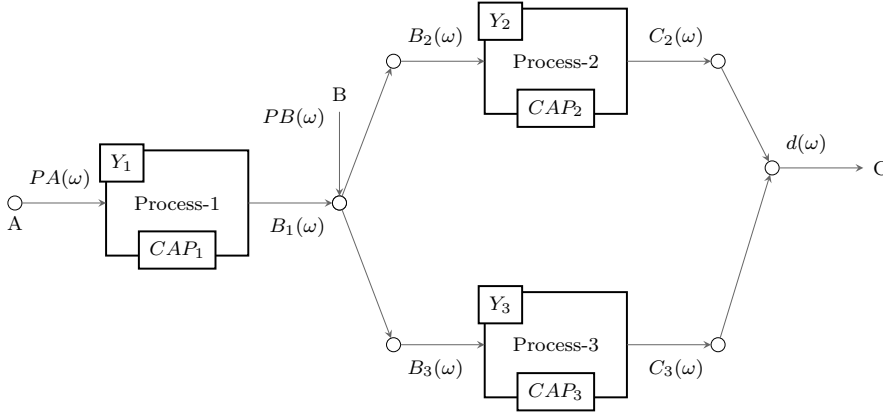 PA(ω)
A
Y₁
Process-1
CAP₁
B₁(ω)
B
PB(ω)
B₂(ω)
Y₂
Process-2
CAP₂
C₂(ω)
B₃(ω)
Y₃
Process-3
CAP₃
C₃(ω)
d(ω)
C